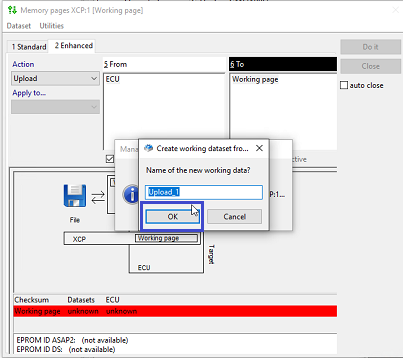 Memory pages XCP:1 [Working page]
Dataset Utilities
1 Standard 2 Enhanced
Do it
Close
auto close
Action
Upload
Apply to...
5 From
ECU
6 To
Working page
Create working dataset fro...
Name of the new working data?
Upload_1
OK Cancel
Mana
P:1...
ctive
File
XCP
Working page
ECU
Target
Checksum Datasets ECU
Working page unknown unknown
EPROM ID ASAP2: (not available)
EPROM ID DS: (not available)